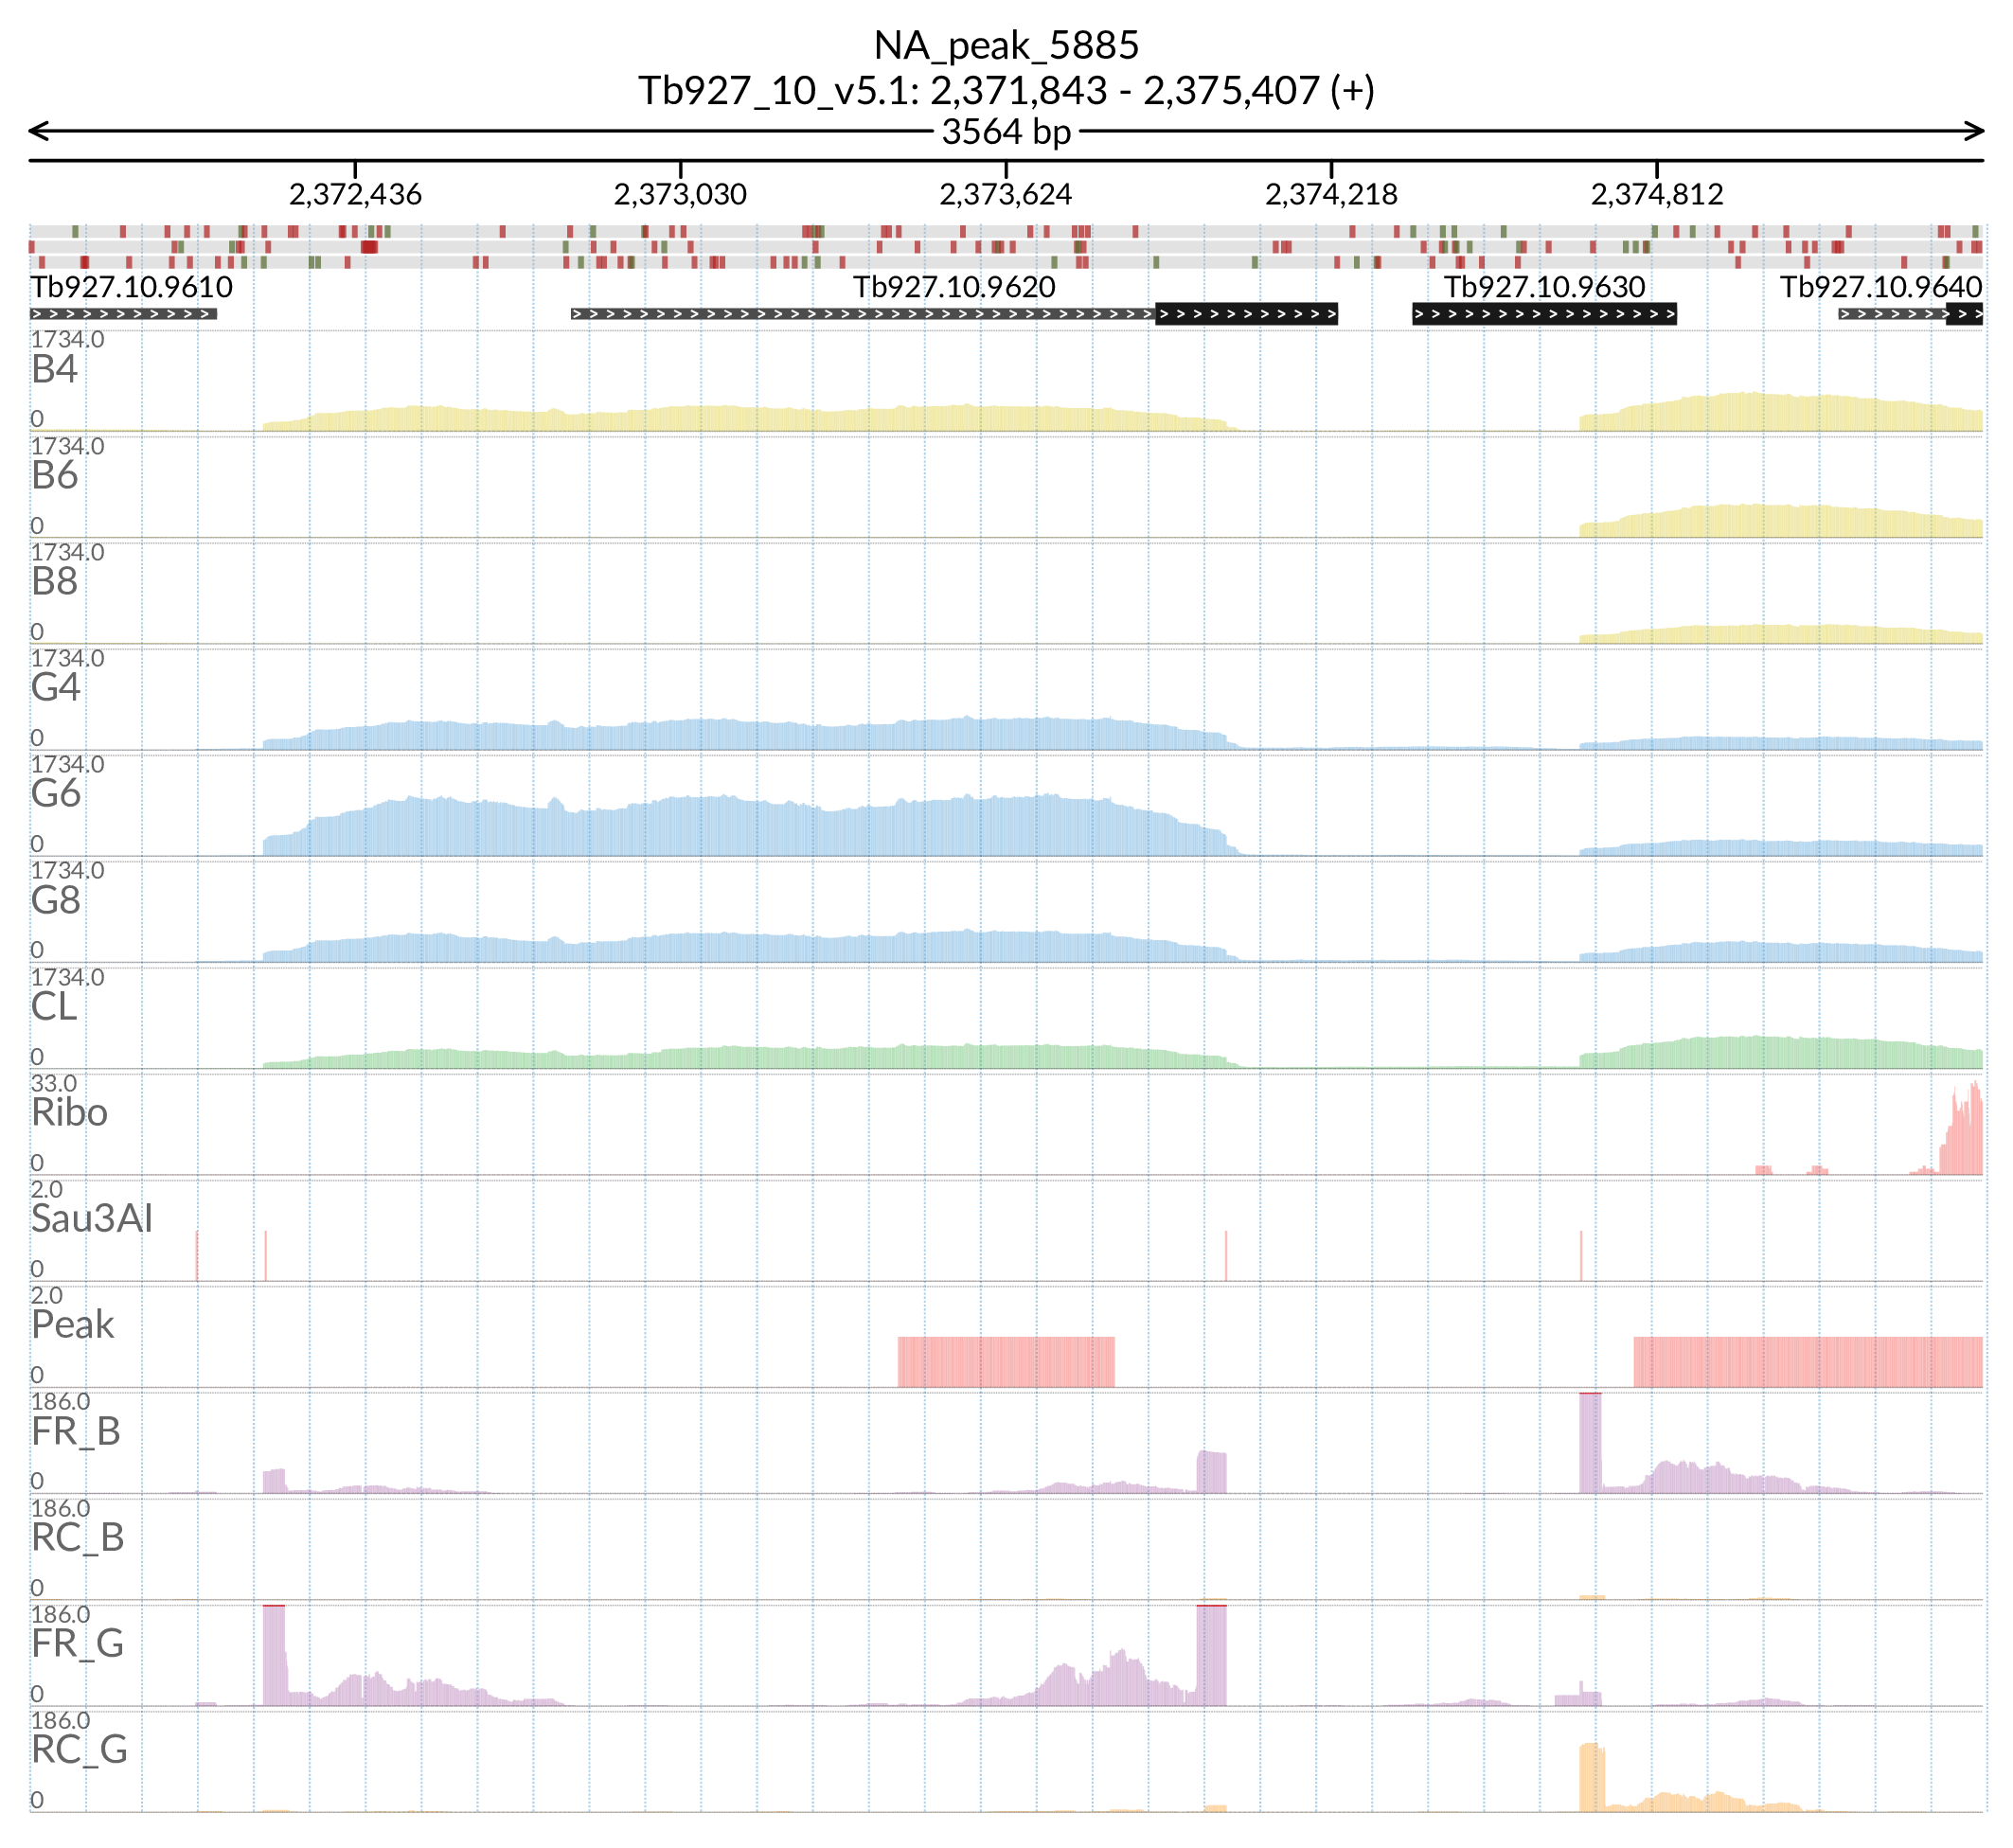 NA_peak_5885
Tb927_10_v5.1: 2,371,843 - 2,375,407 (+)
3564 bp
2,372,436 2,373,030 2,373,624 2,374,218 2,374,812
Tb927.10.9610 Tb927.10.9620 Tb927.10.9630 Tb927.10.9640
1734.0
B4
0
1734.0
B6
0
1734.0
B8
0
1734.0
G4
0
1734.0
G6
0
1734.0
G8
0
1734.0
CL
0
33.0
Ribo
0
2.0
Sau3AI
0
2.0
Peak
0
186.0
FR_B
0
186.0
RC_B
0
186.0
FR_G
0
186.0
RC_G
0